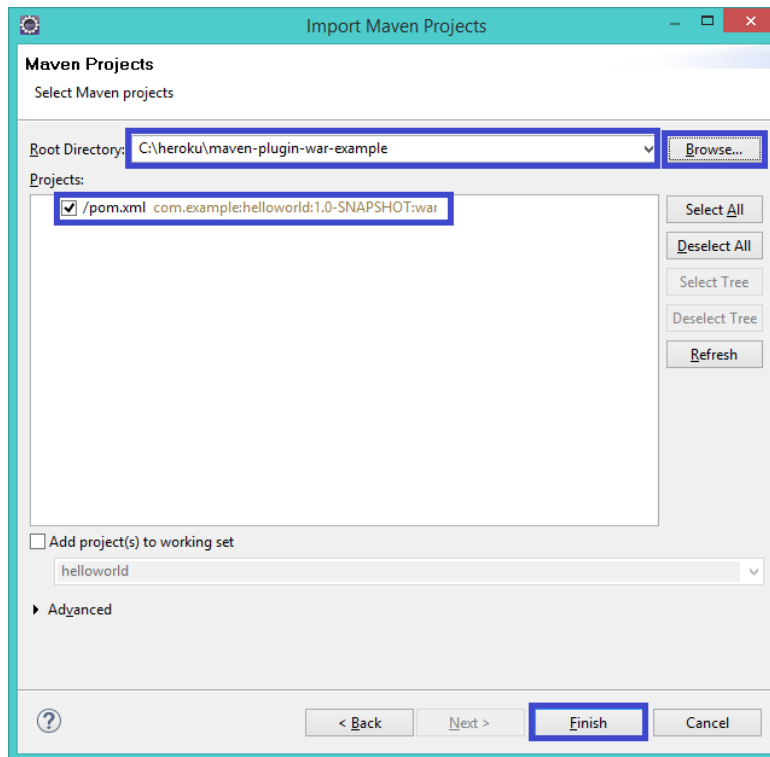 Import Maven Projects
Maven Projects
Select Maven projects
Root Directory: C:\heroku\maven-plugin-war-example Browse...
Projects:
/pom.xml com.example:helloworld:1.0-SNAPSHOT:war
Select All
Deselect All
Select Tree
Deselect Tree
Refresh
Add project(s) to working set
helloworld
Advanced
? < Back Next > Finish Cancel